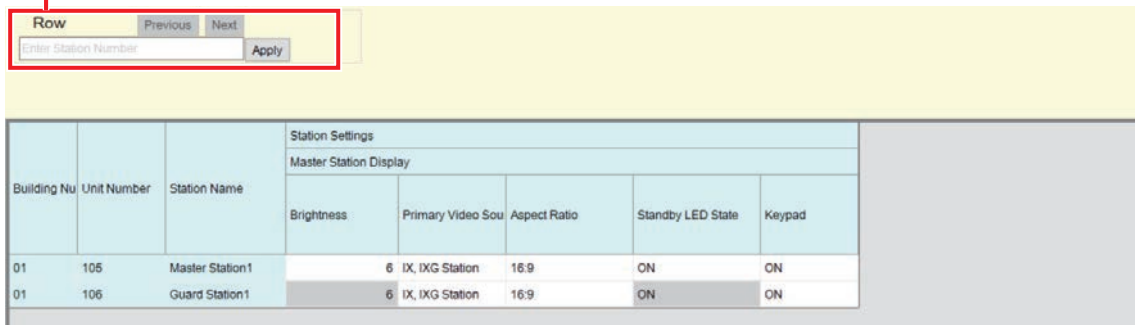 Row Previous Next
Enter Station Number Apply
Station Settings
Master Station Display
Building Nu Unit Number Station Name Brightness Primary Video Sou Aspect Ratio Standby LED State Keypad
01 105 Master Station1 6 IX, IXG Station 16:9 ON ON
01 106 Guard Station1 6 IX, IXG Station 16:9 ON ON